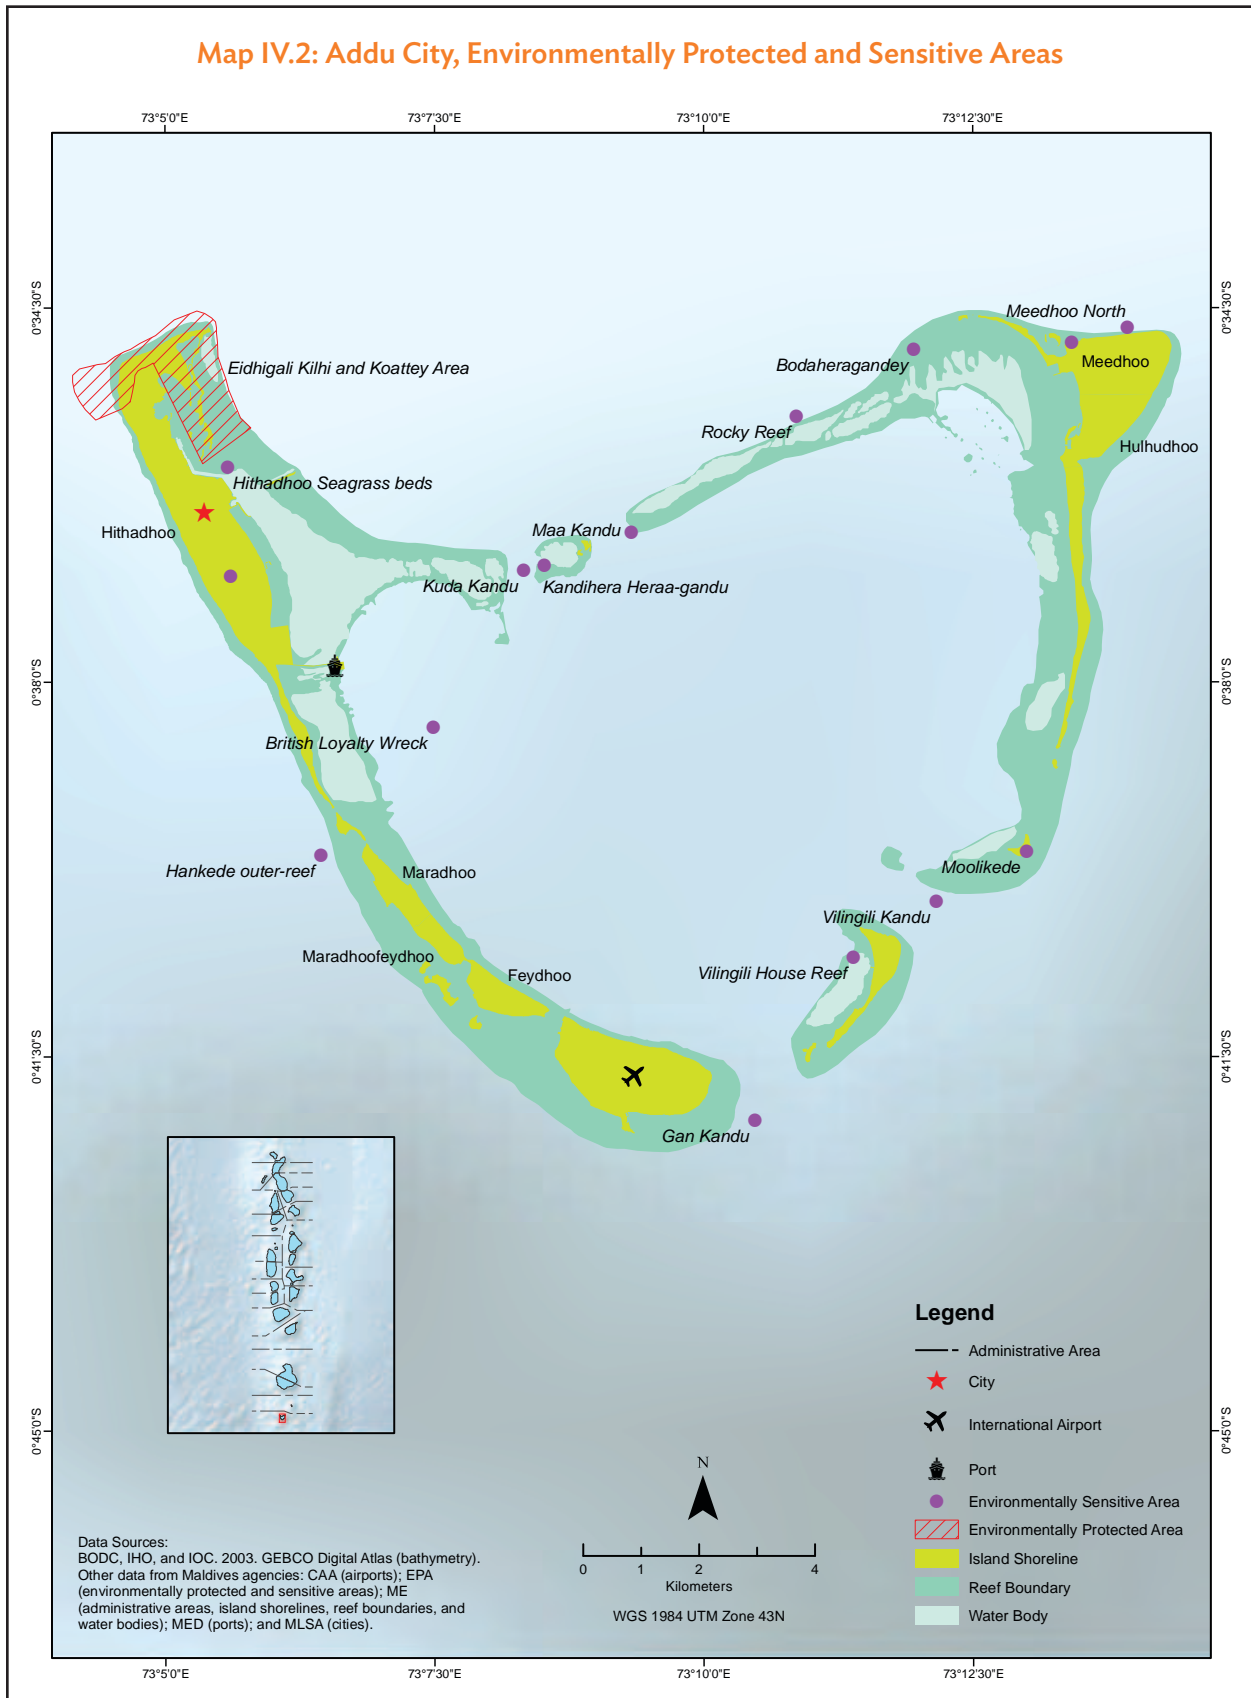 Map IV.2: Addu City, Environmentally Protected and Sensitive Areas
73°5'0"E
73°7'30"E
73°10'0"E
73°12'30"E
0°34'30"S
0°34'30"S
Meedhoo North
Bodaheragandey
Meedhoo
Eidhigali Kilhi and Koattey Area
Rocky Reef
Hulhudhoo
Hithadhoo Seagrass beds
Hithadhoo
Maa Kandu
Kuda Kandu
Kandihera Heraa-gandu
0°38'0"S
0°38'0"S
British Loyalty Wreck
Hankede outer-reef
Maradhoo
Moolikede
Vilingili Kandu
Maradhoofeydhoo
Feydhoo
Vilingili House Reef
0°41'30"S
0°41'30"S
Gan Kandu
Legend
Administrative Area
City
International Airport
Port
Environmentally Sensitive Area
Environmentally Protected Area
Island Shoreline
Reef Boundary
Water Body
0°45'0"S
0°45'0"S
N
0 1 2 4
Kilometers
WGS 1984 UTM Zone 43N
Data Sources:
BODC, IHO, and IOC. 2003. GEBCO Digital Atlas (bathymetry).
Other data from Maldives agencies: CAA (airports); EPA
(environmentally protected and sensitive areas); ME
(administrative areas, island shorelines, reef boundaries, and
water bodies); MED (ports); and MLSA (cities).
73°5'0"E
73°7'30"E
73°10'0"E
73°12'30"E